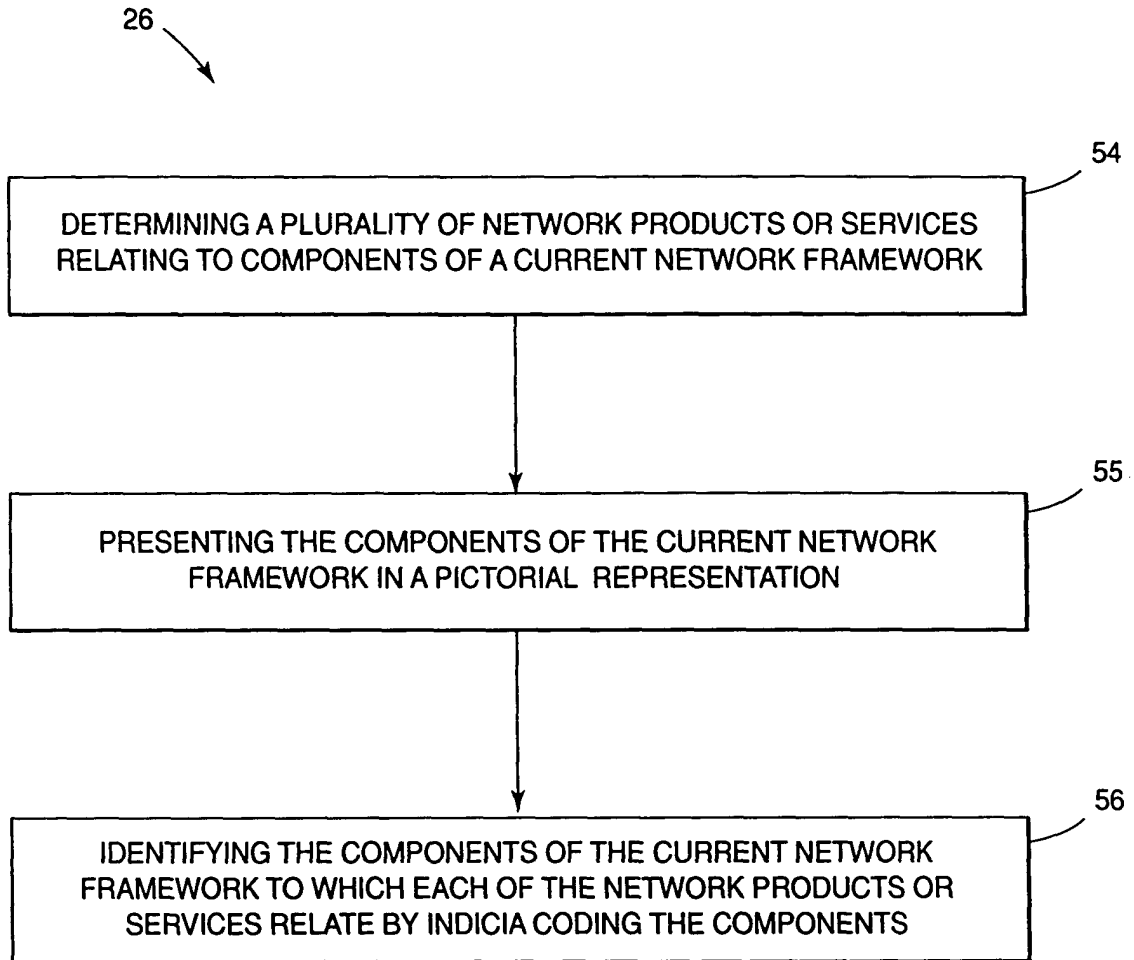 26
54
DETERMINING A PLURALITY OF NETWORK PRODUCTS OR SERVICES
RELATING TO COMPONENTS OF A CURRENT NETWORK FRAMEWORK
55
PRESENTING THE COMPONENTS OF THE CURRENT NETWORK
FRAMEWORK IN A PICTORIAL REPRESENTATION
56
IDENTIFYING THE COMPONENTS OF THE CURRENT NETWORK
FRAMEWORK TO WHICH EACH OF THE NETWORK PRODUCTS OR
SERVICES RELATE BY INDICIA CODING THE COMPONENTS